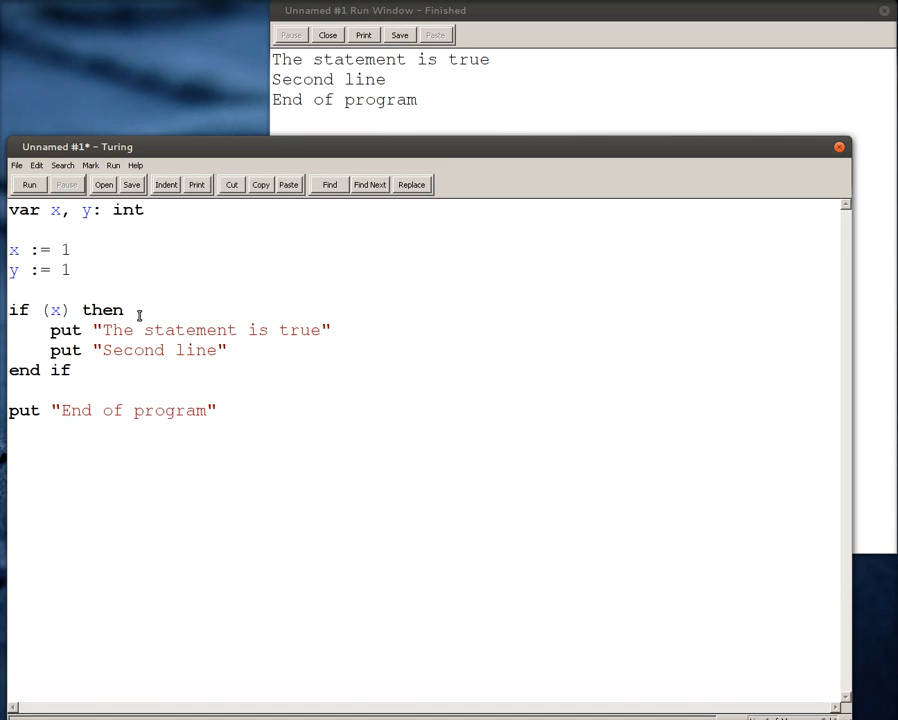 Unnamed #1 Run Window - Finished
Pause Close Print Save Paste
The statement is true
Second line
End of program
Unnamed #1* - Turing
File Edit Search Mark Run Help
Run Pause Open Save Indent Print Cut Copy Paste Find Find Next Replace
var x, y: int
x := 1
y := 1
if (x) then
put "The statement is true"
put "Second line"
end if
put "End of program"